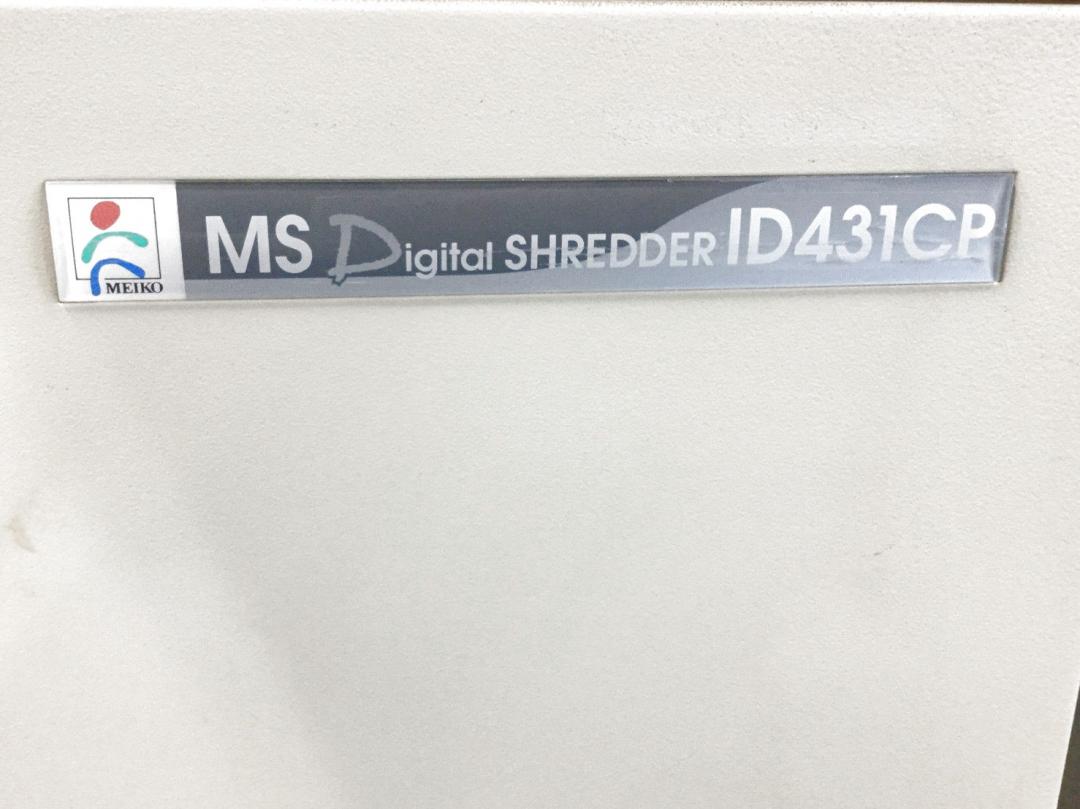 MEIKO
MS Digital SHREDDER ID431CP